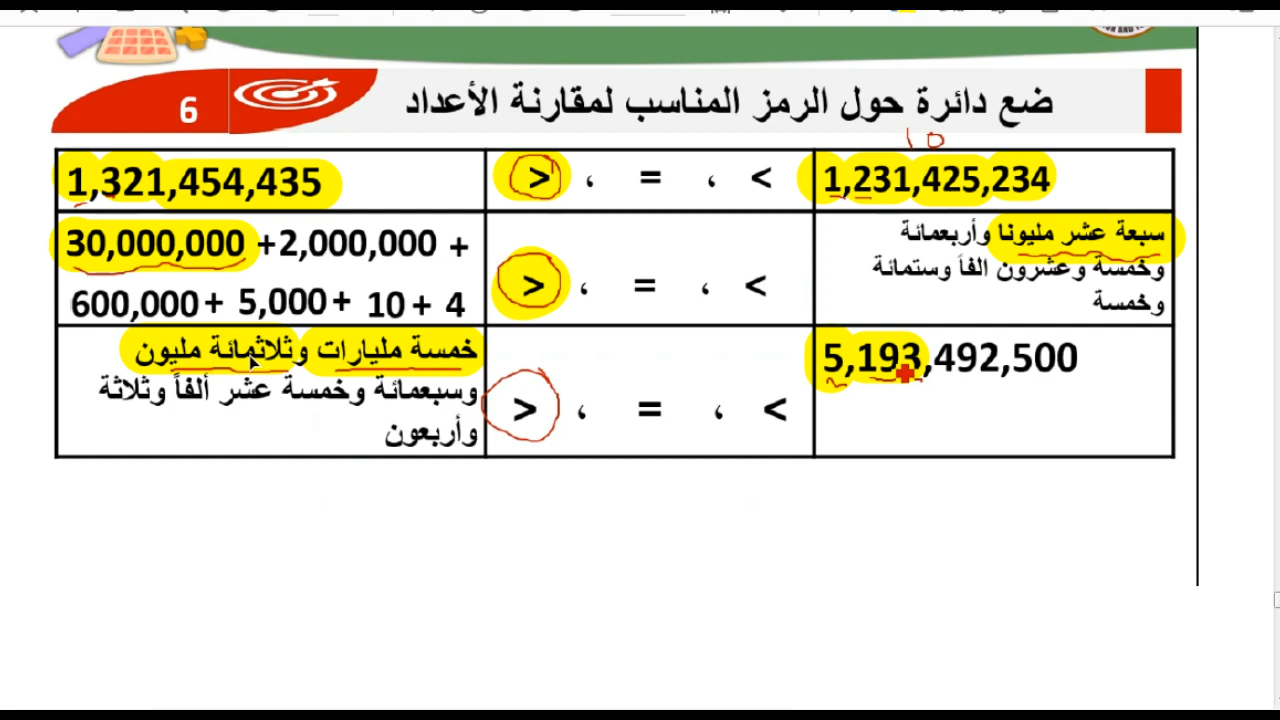 ضع دائرة حول الرمز المناسب لمقارنة الأعداد
6
10
1,231,425,234
< ، = ، >
1,321,454,435
سبعة عشر مليونا وأربعمائة
وخمسة وعشرون الفاً وستمائة
وخمسة
< ، = ، >
30,000,000 +2,000,000 +
600,000+ 5,000+ 10 + 4
5,193,492,500
< ، = ، >
خمسة مليارات وثلاثمائة مليون
وسبعمائة وخمسة عشر ألفاً وثلاثة
وأربعون